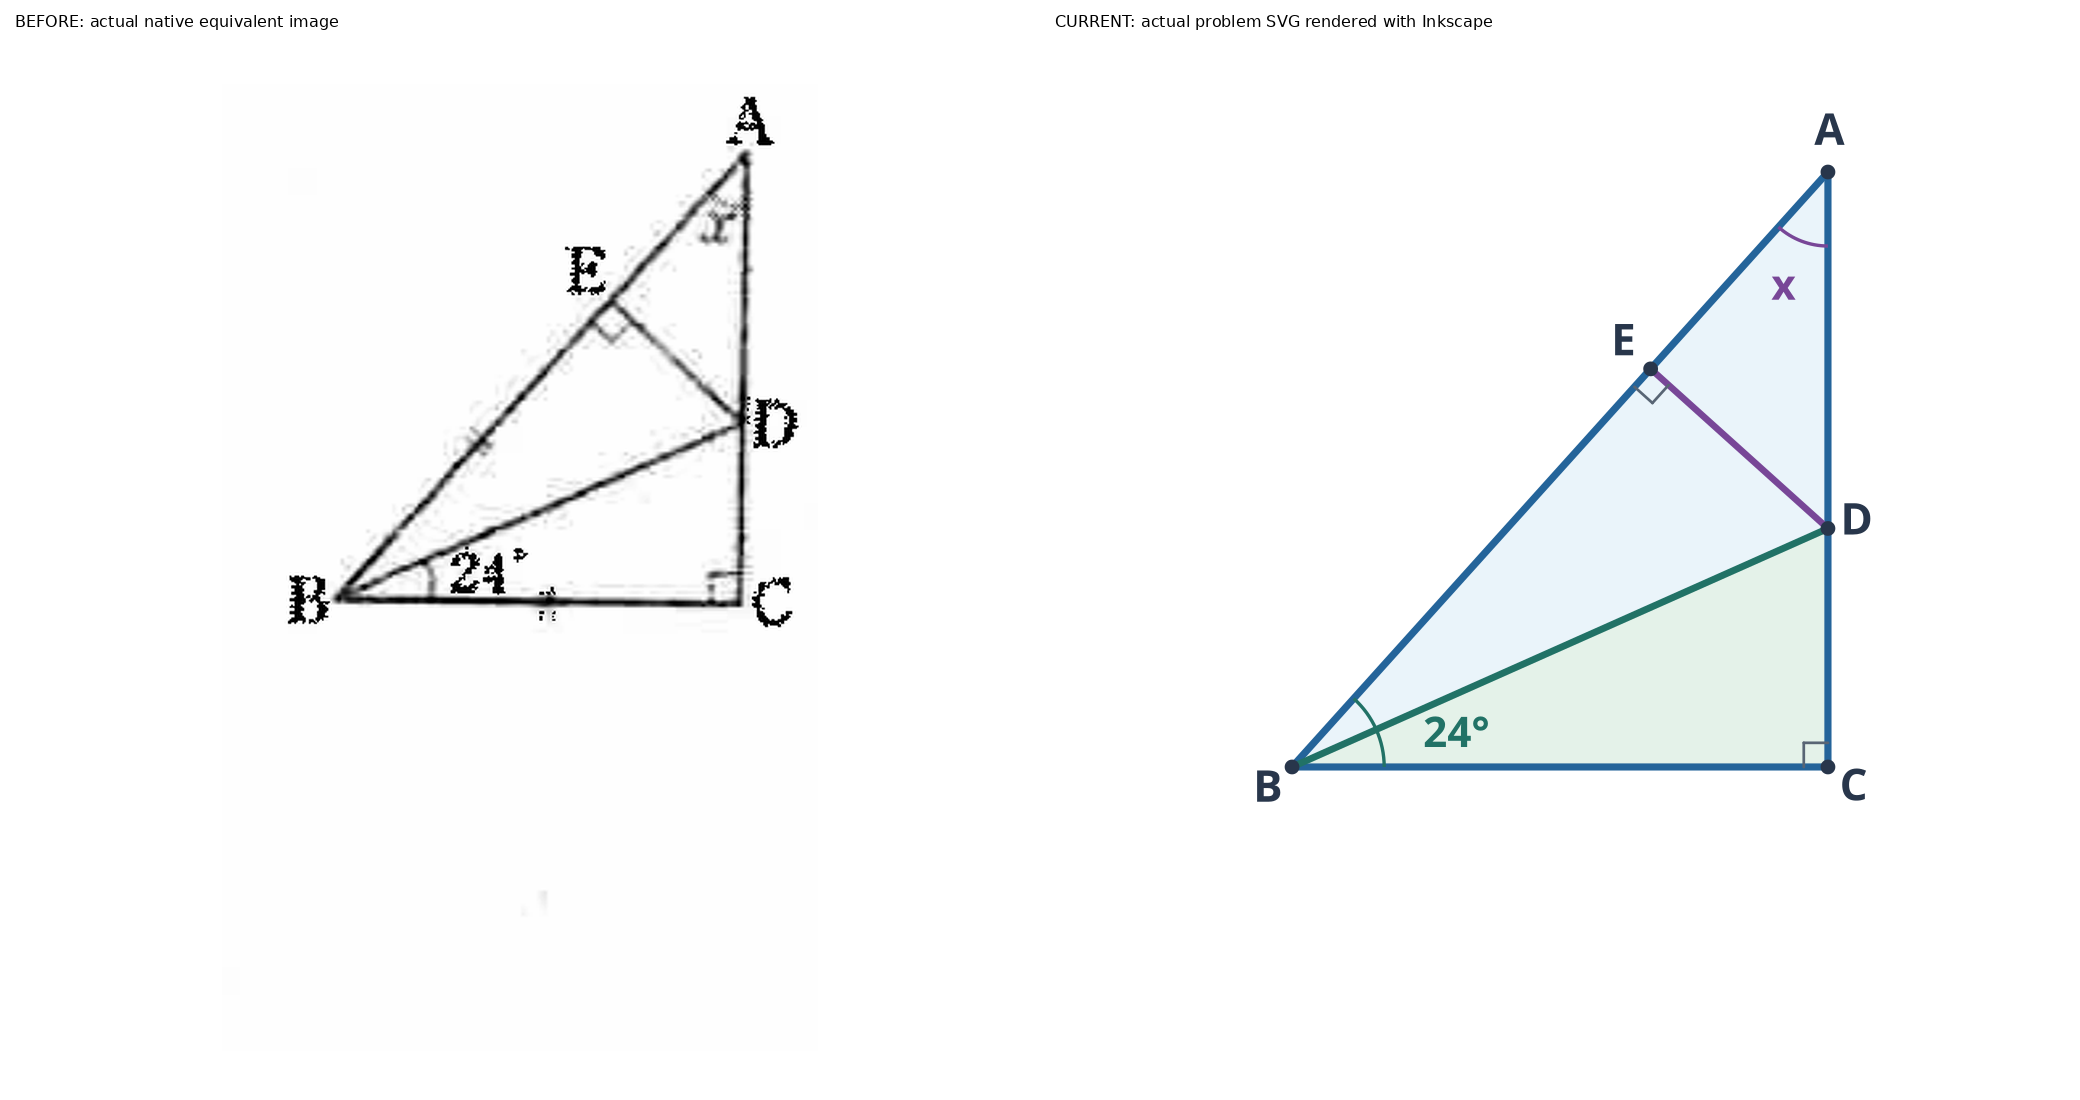 BEFORE: actual native equivalent image
CURRENT: actual problem SVG rendered with Inkscape
A
x
E
D
24°
B
C
A
x
E
D
24°
B
C